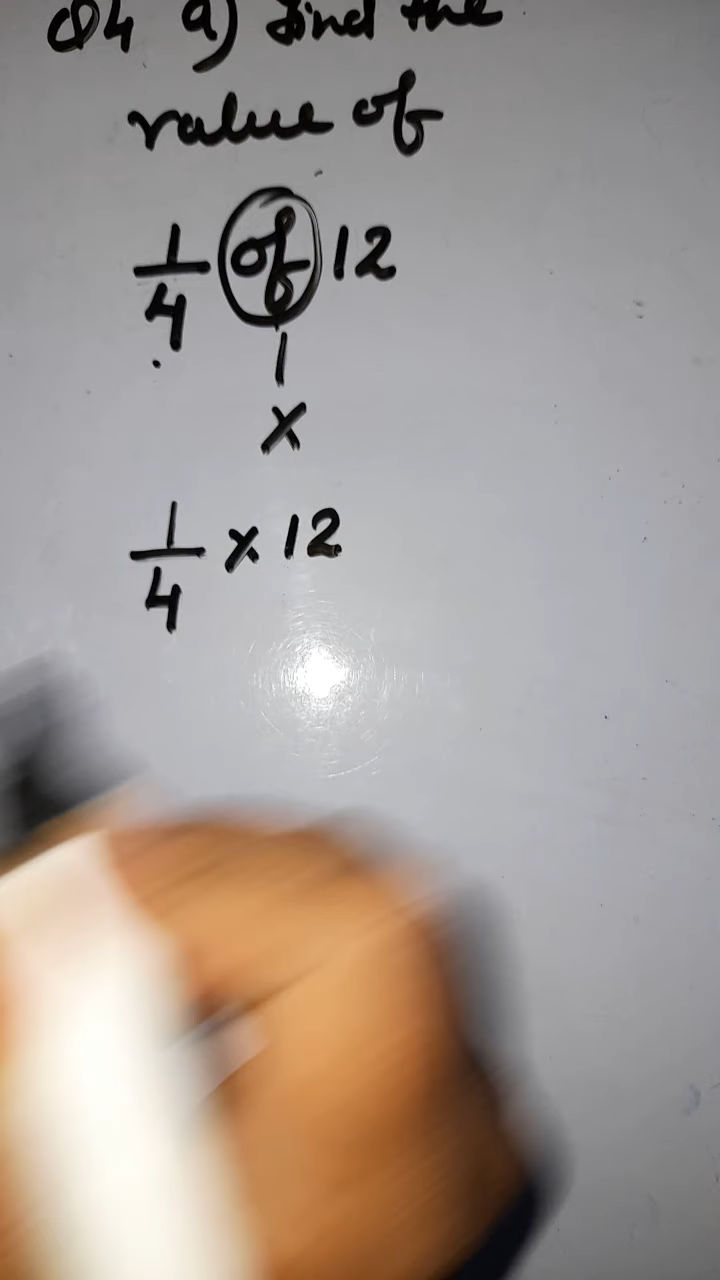 Q4 a) find the
value of
1/4 of 12
×
1/4 × 12